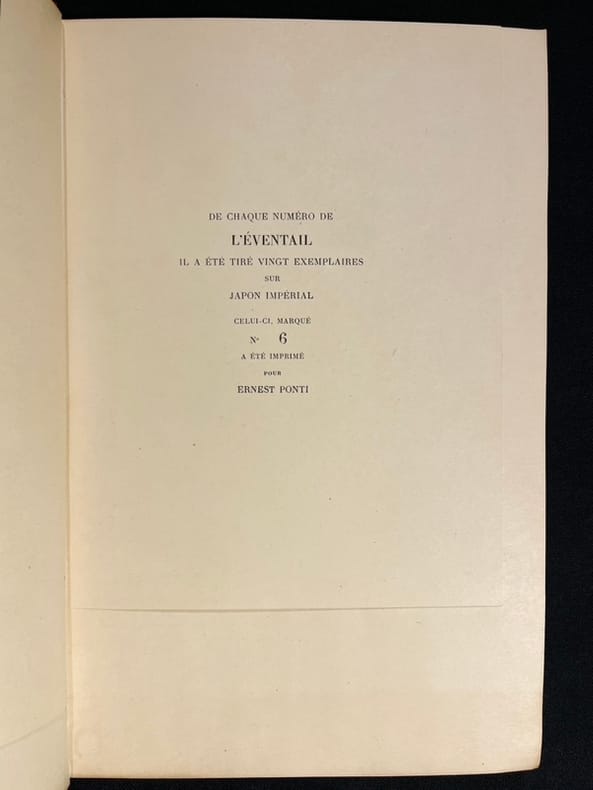 DE CHAQUE NUMÉRO DE
L'ÉVENTAIL
IL A ÉTÉ TIRÉ VINGT EXEMPLAIRES
SUR
JAPON IMPÉRIAL
CELUI-CI, MARQUÉ
No 6
A ÉTÉ IMPRIMÉ
POUR
ERNEST PONTI